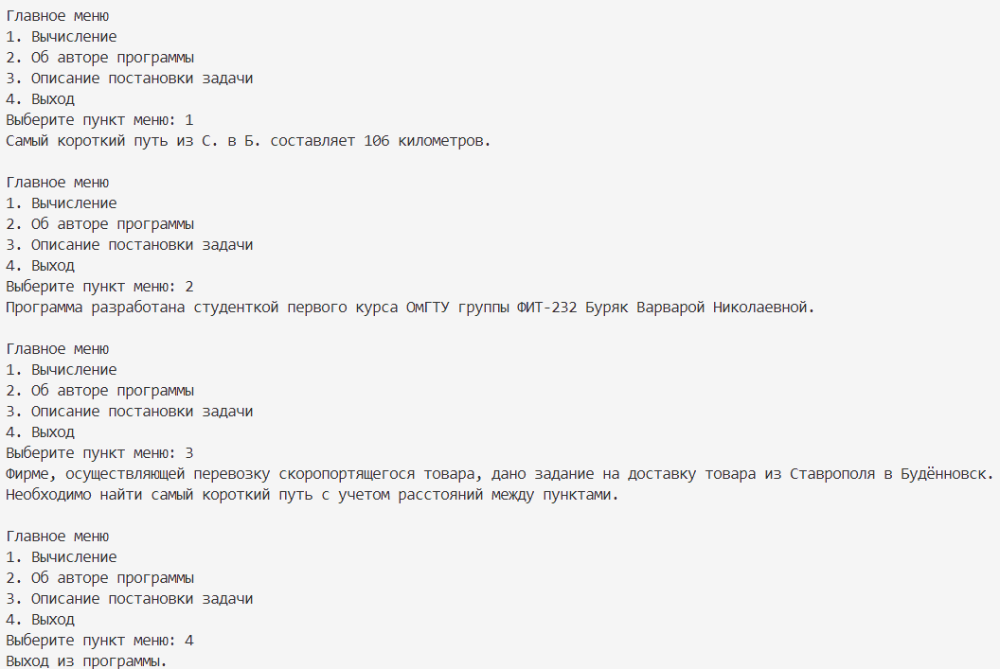 Главное меню
1. Вычисление
2. Об авторе программы
3. Описание постановки задачи
4. Выход
Выберите пункт меню: 1
Самый короткий путь из С. в Б. составляет 106 километров.
Главное меню
1. Вычисление
2. Об авторе программы
3. Описание постановки задачи
4. Выход
Выберите пункт меню: 2
Программа разработана студенткой первого курса ОмГТУ группы ФИТ-232 Буряк Варварой Николаевной.
Главное меню
1. Вычисление
2. Об авторе программы
3. Описание постановки задачи
4. Выход
Выберите пункт меню: 3
Фирме, осуществляющей перевозку скоропортящегося товара, дано задание на доставку товара из Ставрополя в Будённовск.
Необходимо найти самый короткий путь с учетом расстояний между пунктами.
Главное меню
1. Вычисление
2. Об авторе программы
3. Описание постановки задачи
4. Выход
Выберите пункт меню: 4
Выход из программы.